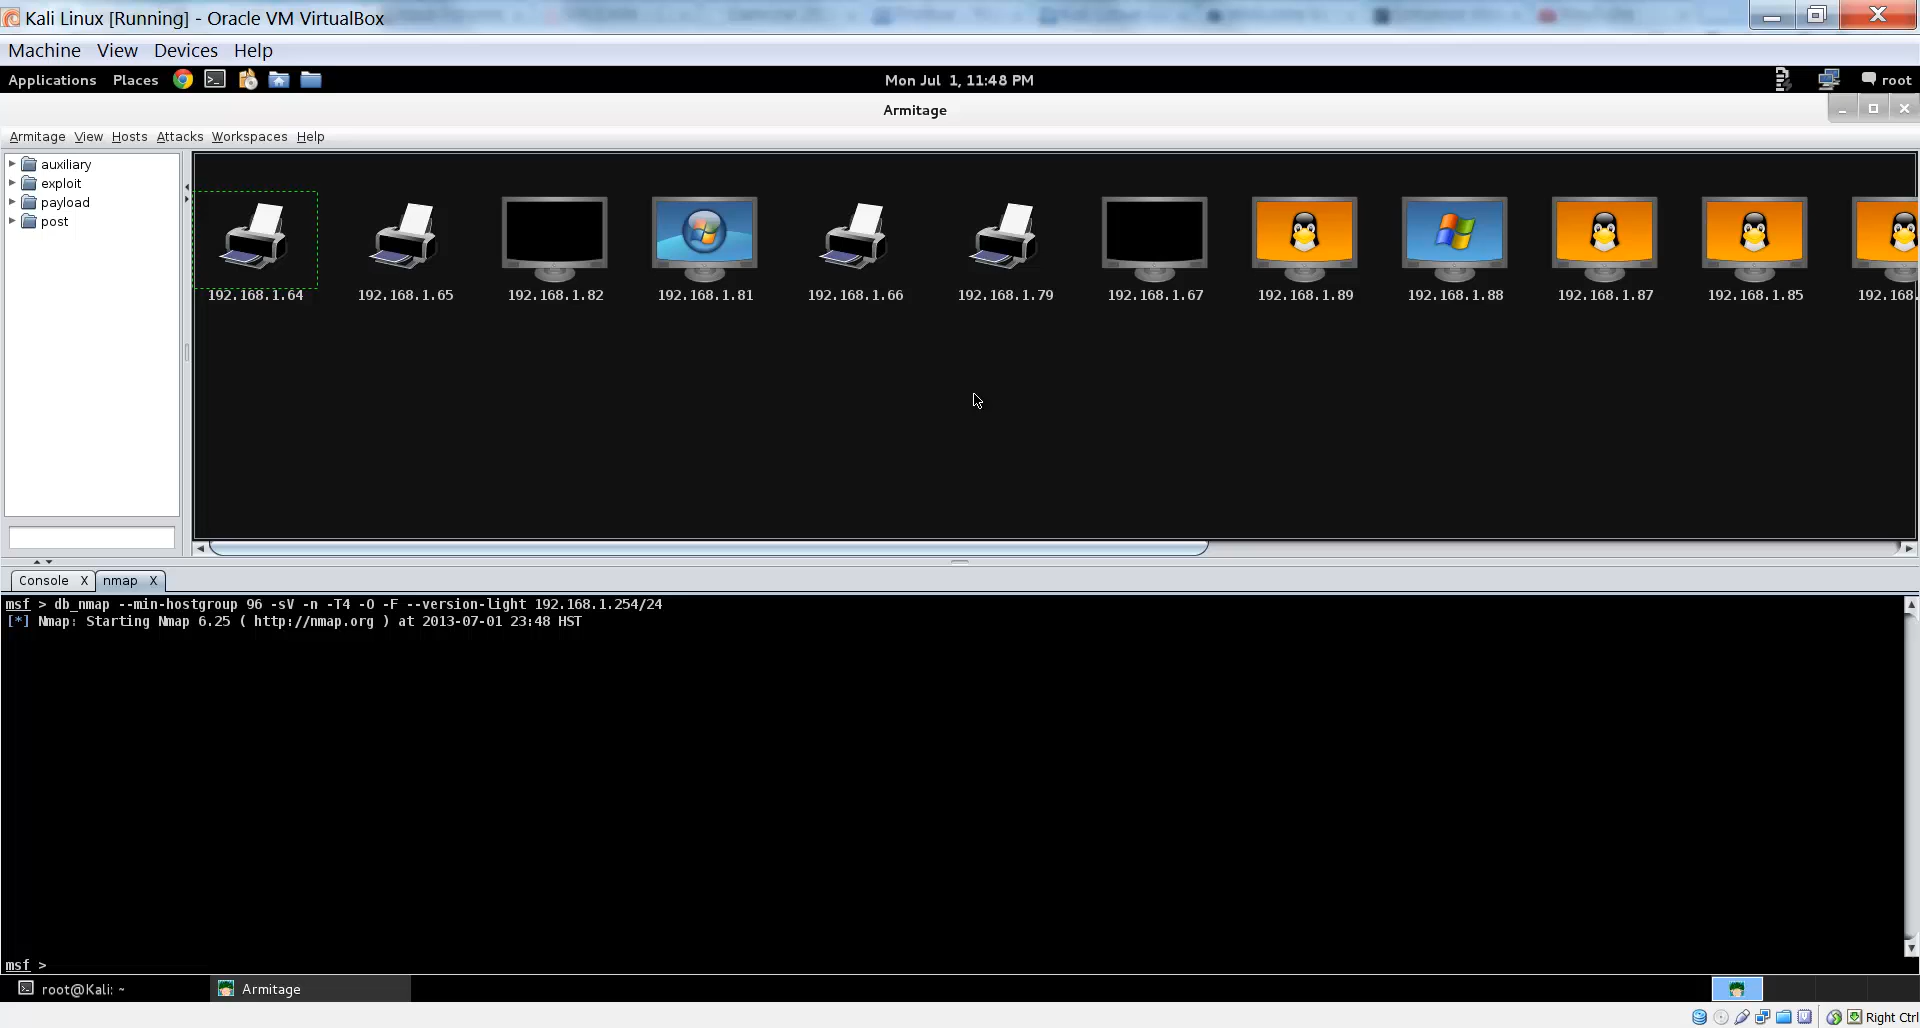 Kali Linux [Running] - Oracle VM VirtualBox
Machine View Devices Help
Applications Places Mon Jul 1, 11:48 PM root
Armitage
Armitage View Hosts Attacks Workspaces Help
auxiliary
exploit
payload
post
192.168.1.64 192.168.1.65 192.168.1.82 192.168.1.81 192.168.1.66 192.168.1.79 192.168.1.67 192.168.1.89 192.168.1.88 192.168.1.87 192.168.1.85 192.168.
Console X nmap X
msf > db_nmap --min-hostgroup 96 -sV -n -T4 -O -F --version-light 192.168.1.254/24
[*] Nmap: Starting Nmap 6.25 ( http://nmap.org ) at 2013-07-01 23:48 HST
msf >
root@Kali: ~ Armitage
Right Ctrl